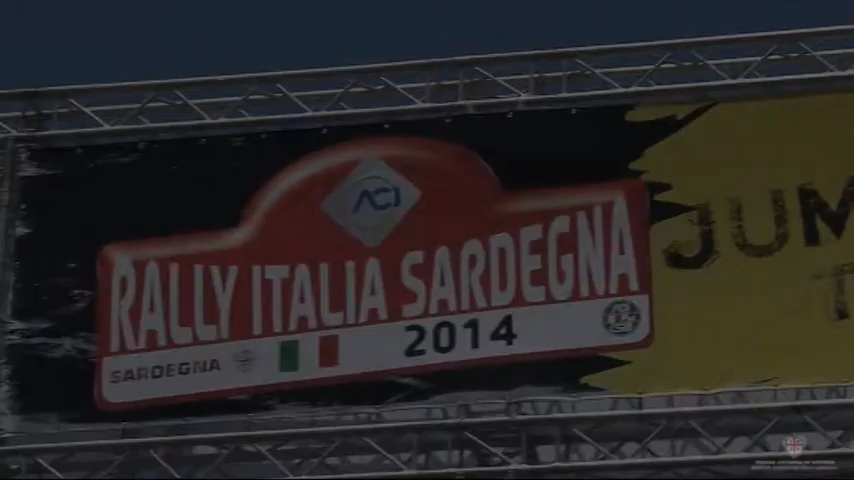 ACI
RALLY ITALIA SARDEGNA
SARDEGNA
2014
JUM
T